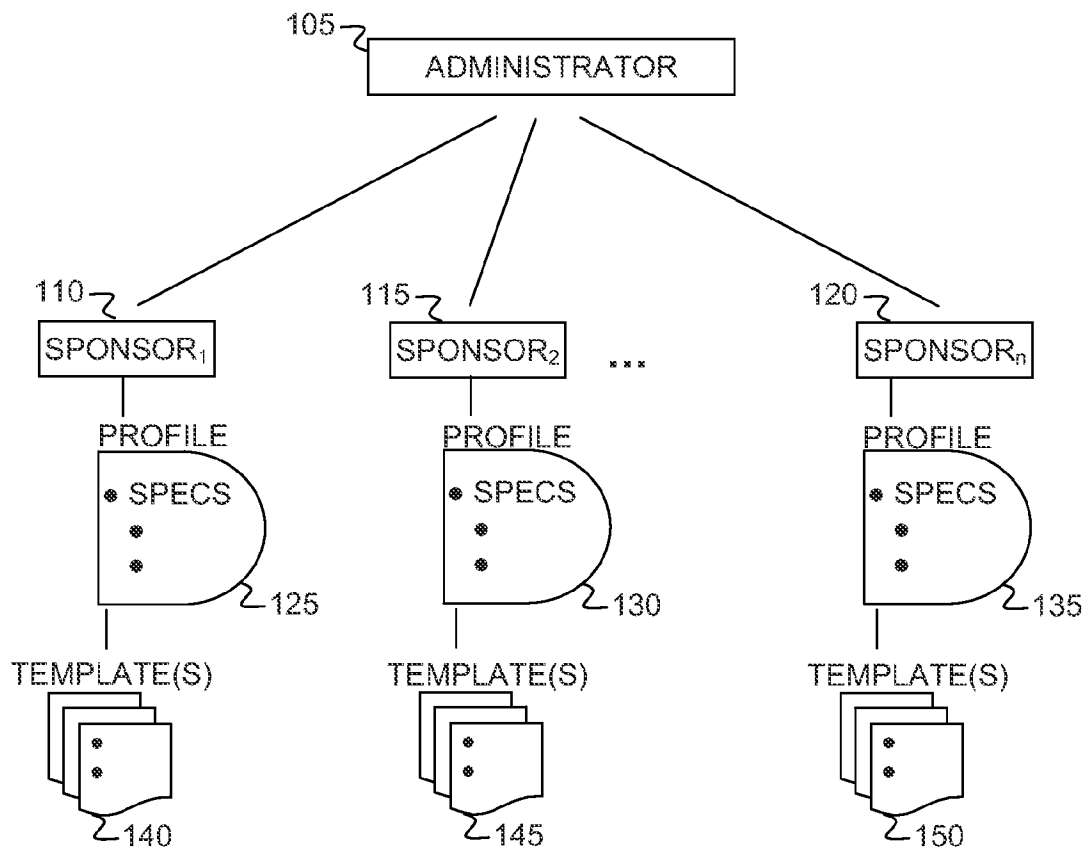 105
ADMINISTRATOR
110 115 120
SPONSOR₁ SPONSOR₂ ... SPONSORₙ
PROFILE PROFILE PROFILE
• SPECS • SPECS • SPECS
• • •
• • •
125 130 135
TEMPLATE(S) TEMPLATE(S) TEMPLATE(S)
• • •
• • •
140 145 150